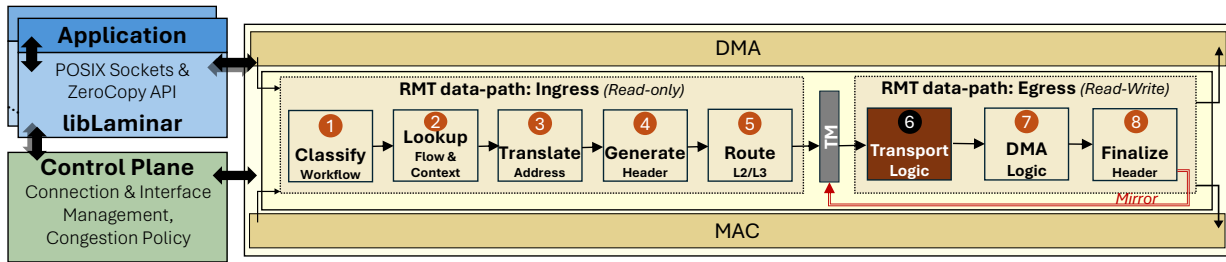 Application
POSIX Sockets &
ZeroCopy API
libLaminar
Control Plane
Connection & Interface
Management,
Congestion Policy
DMA
RMT data-path: Ingress (Read-only)
1
Classify
Workflow
2
Lookup
Flow &
Context
3
Translate
Address
4
Generate
Header
5
Route
L2/L3
TM
RMT data-path: Egress (Read-Write)
6
Transport
Logic
7
DMA
Logic
8
Finalize
Header
Mirror
MAC